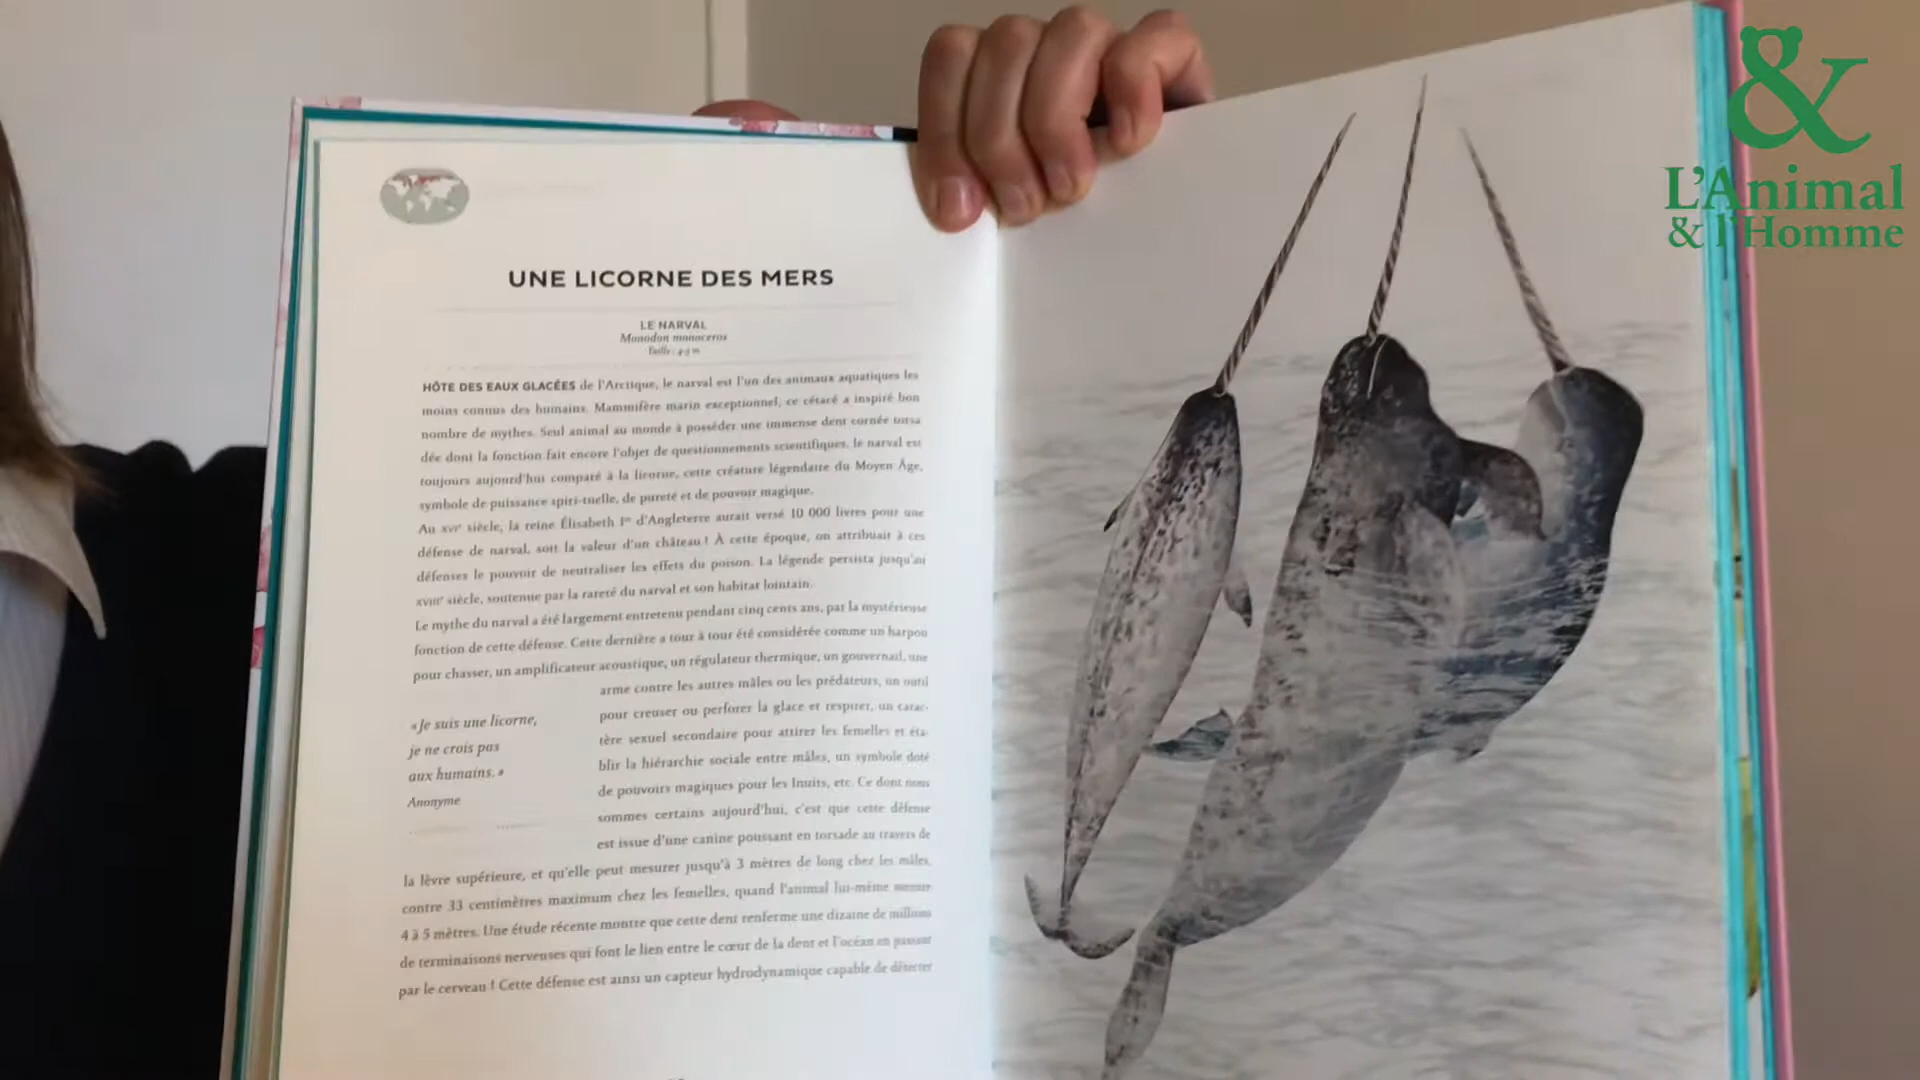 UNE LICORNE DES MERS
LE NARVAL
Monodon monoceros
Taille : 4-5 m
HÔTE DES EAUX GLACÉES de l'Arctique, le narval est l'un des animaux aquatiques les
moins connus des humains. Mammifère marin exceptionnel, ce cétacé a inspiré bon
nombre de mythes. Seul animal au monde à posséder une immense dent cornée torsa
dée dont la fonction fait encore l'objet de questionnements scientifiques, le narval est
toujours aujourd'hui comparé à la licorne, cette créature légendaire du Moyen Âge,
symbole de puissance spiri-tuelle, de pureté et de pouvoir magique.
Au XVIe siècle, la reine Élisabeth Ire d'Angleterre aurait versé 10 000 livres pour une
défense de narval, soit la valeur d'un château ! À cette époque, on attribuait à ces
défenses le pouvoir de neutraliser les effets du poison. La légende persista jusqu'au
XVIIIe siècle, soutenue par la rareté du narval et son habitat lointain.
Le mythe du narval a été largement entretenu pendant cinq cents ans, par la mystérieuse
fonction de cette défense. Cette dernière a tour à tour été considérée comme un harpon
pour chasser, un amplificateur acoustique, un régulateur thermique, un gouvernail, une
arme contre les autres mâles ou les prédateurs, un outil
pour creuser ou perforer la glace et respirer, un carac-
tère sexuel secondaire pour attirer les femelles et éta-
blir la hiérarchie sociale entre mâles, un symbole doté
de pouvoirs magiques pour les Inuits, etc. Ce dont nous
sommes certains aujourd'hui, c'est que cette défense
est issue d'une canine poussant en torsade au travers de
la lèvre supérieure, et qu'elle peut mesurer jusqu'à 3 mètres de long chez les mâles,
contre 33 centimètres maximum chez les femelles, quand l'animal lui-même mesure
4 à 5 mètres. Une étude récente montre que cette dent renferme une dizaine de millions
de terminaisons nerveuses qui font le lien entre le cœur de la dent et l'océan en passant
par le cerveau ! Cette défense est ainsi un capteur hydrodynamique capable de détecter
« Je suis une licorne,
je ne crois pas
aux humains. »
Anonyme
&
L'Animal
& l'Homme